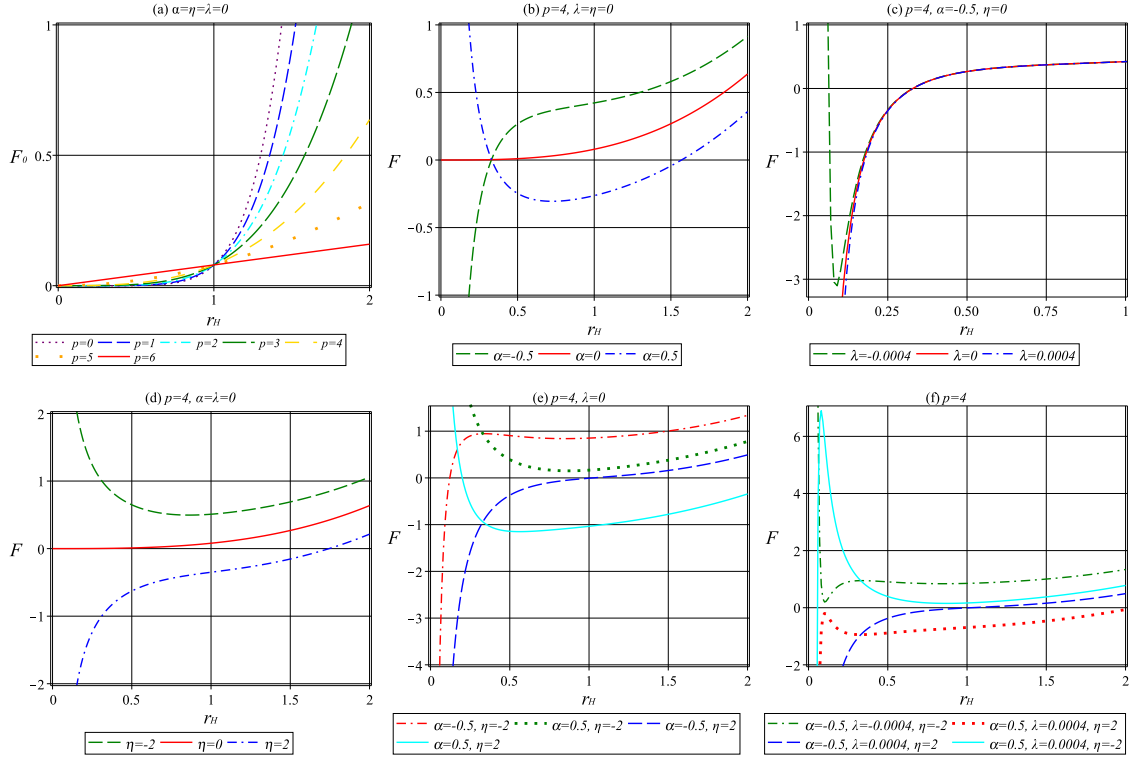 (a) α=η=λ=0
1
F₀
0.5
0
0
1
2
r_H
p=0 p=1 p=2 p=3 p=4
p=5 p=6
(b) p=4, λ=η=0
1
0.5
F
0
−0.5
−1
0
0.5
1
1.5
2
r_H
α=-0.5 α=0 α=0.5
(c) p=4, α=-0.5, η=0
1
0
F
−1
−2
−3
0
0.25
0.50
0.75
1
r_H
λ=-0.0004 λ=0 λ=0.0004
(d) p=4, α=λ=0
2
1
F
0
−1
−2
0
0.5
1
1.5
2
r_H
η=-2 η=0 η=2
(e) p=4, λ=0
1
F
0
−1
−2
−3
−4
0
0.5
1
1.5
2
r_H
α=-0.5, η=-2 α=0.5, η=-2 α=-0.5, η=2
α=0.5, η=2
(f) p=4
6
F
4
2
0
−2
0
0.5
1
1.5
2
r_H
α=-0.5, λ=-0.0004, η=-2 α=0.5, λ=0.0004, η=2
α=-0.5, λ=0.0004, η=2 α=0.5, λ=0.0004, η=-2